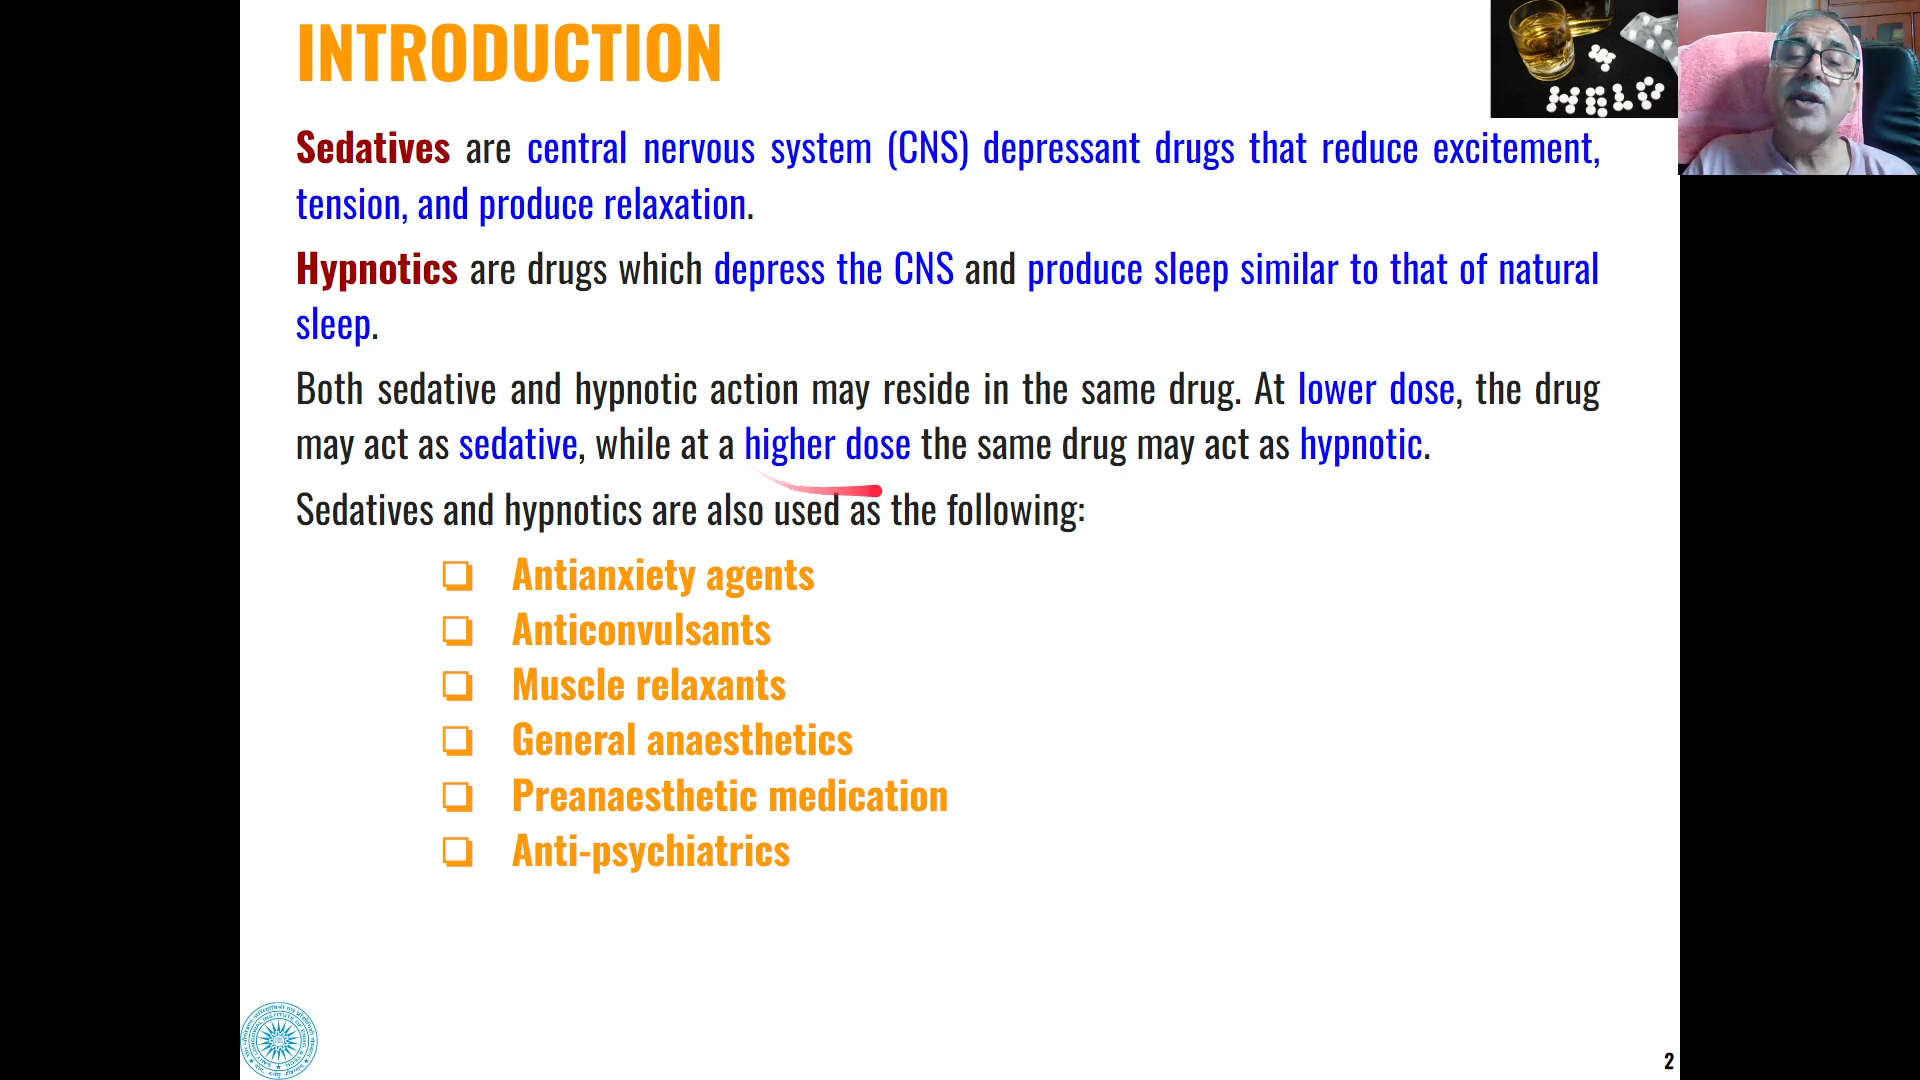 INTRODUCTION
HELP
Sedatives are central nervous system (CNS) depressant drugs that reduce excitement,
tension, and produce relaxation.
Hypnotics are drugs which depress the CNS and produce sleep similar to that of natural
sleep.
Both sedative and hypnotic action may reside in the same drug. At lower dose, the drug
may act as sedative, while at a higher dose the same drug may act as hypnotic.
Sedatives and hypnotics are also used as the following:
❑ Antianxiety agents
❑ Anticonvulsants
❑ Muscle relaxants
❑ General anaesthetics
❑ Preanaesthetic medication
❑ Anti-psychiatrics
2